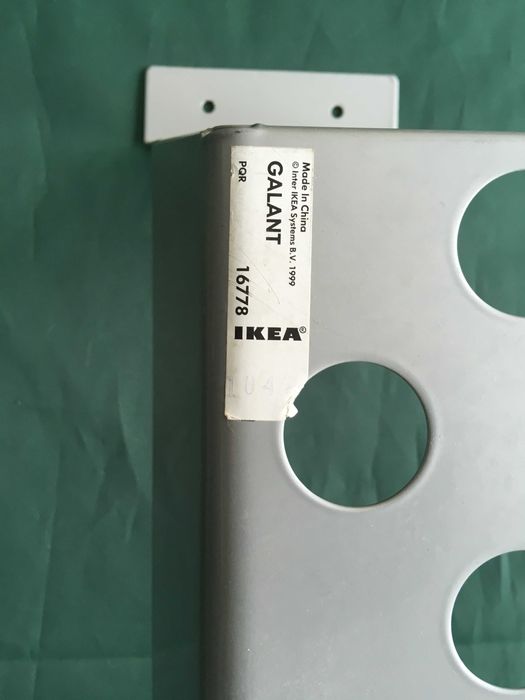 Made in China
© Inter IKEA Systems B.V. 1999
GALANT
PQR 16778
IKEA®